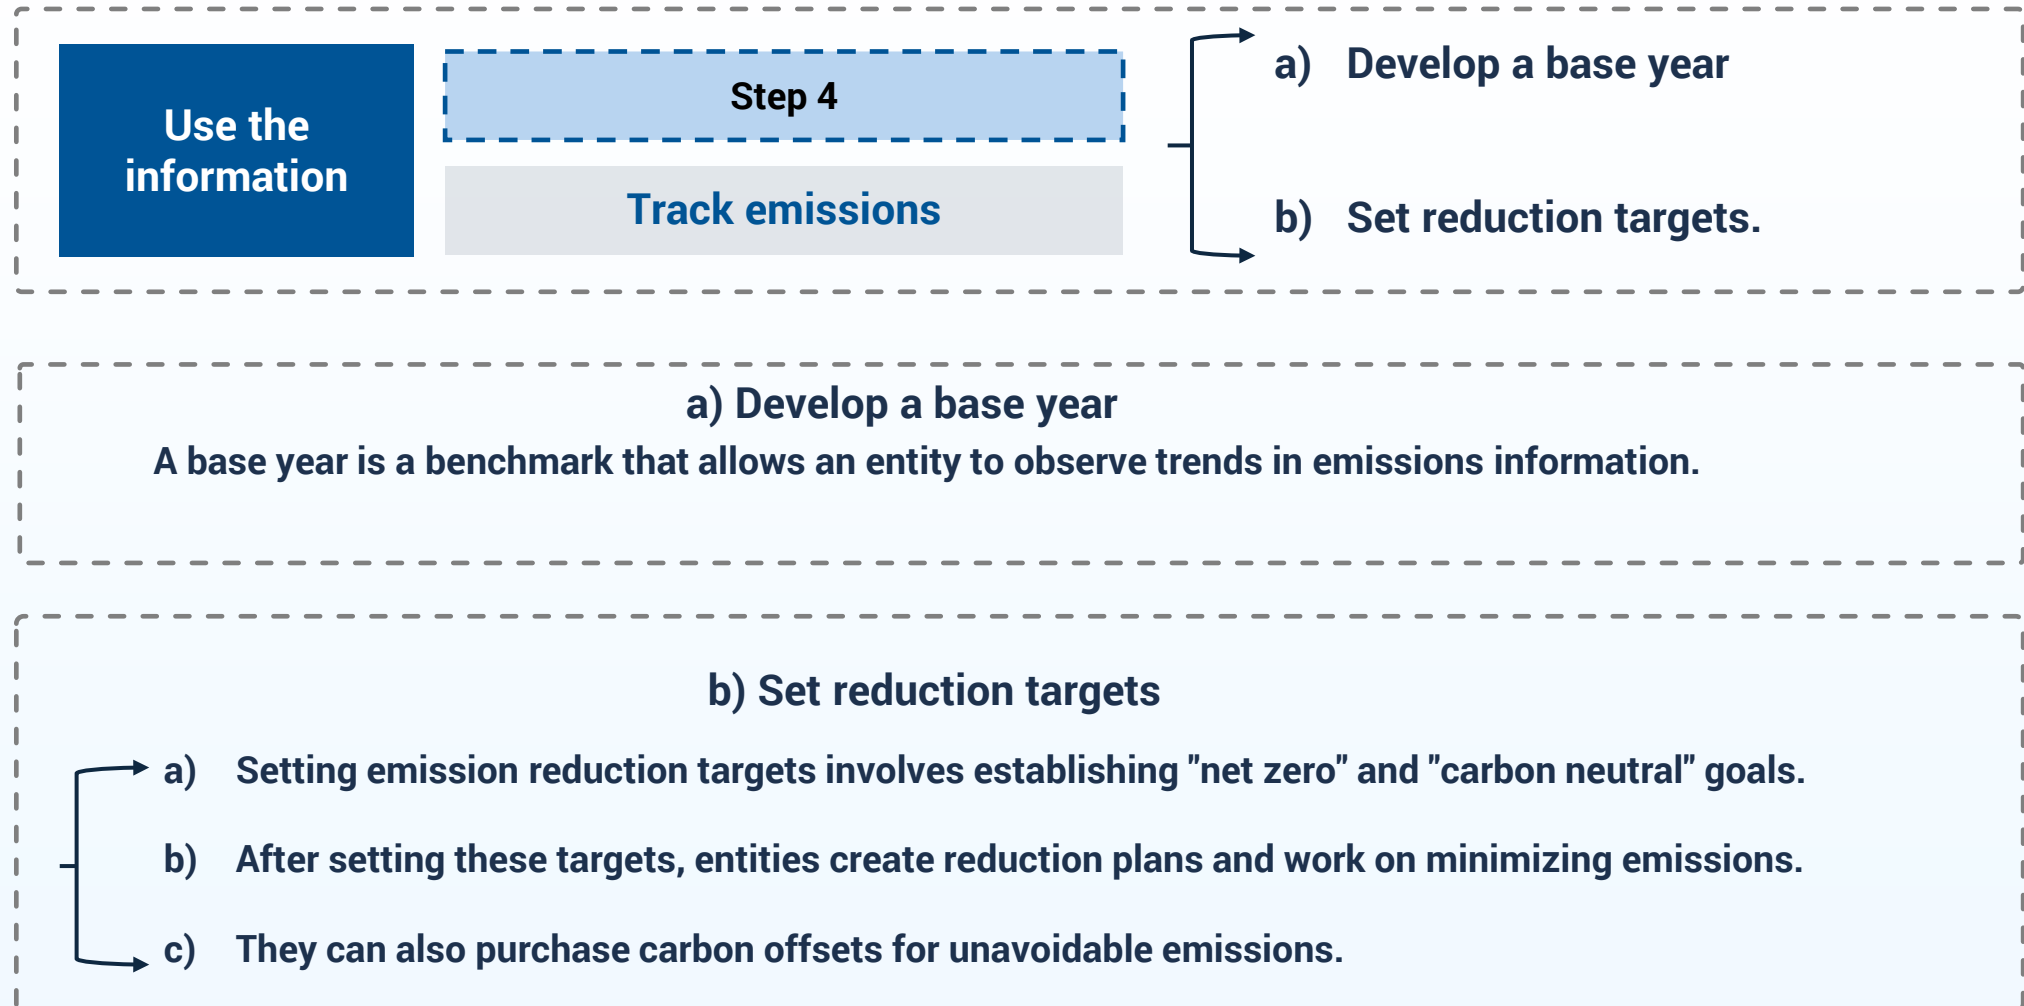 Use the
information
Step 4
Track emissions
a) Develop a base year
b) Set reduction targets.
a) Develop a base year
A base year is a benchmark that allows an entity to observe trends in emissions information.
b) Set reduction targets
a) Setting emission reduction targets involves establishing "net zero" and "carbon neutral" goals.
b) After setting these targets, entities create reduction plans and work on minimizing emissions.
c) They can also purchase carbon offsets for unavoidable emissions.